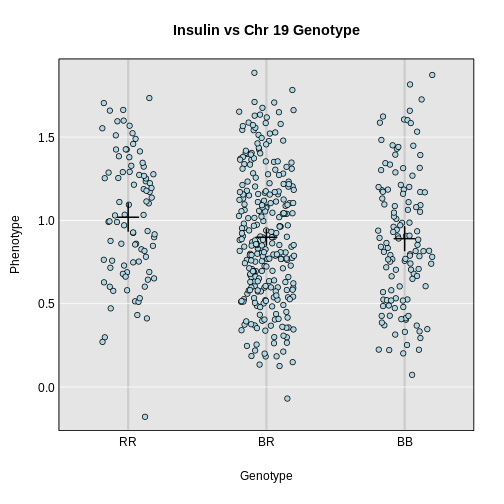 Insulin vs Chr 19 Genotype
Phenotype
1.5
1.0
0.5
0.0
RR BR BB
Genotype